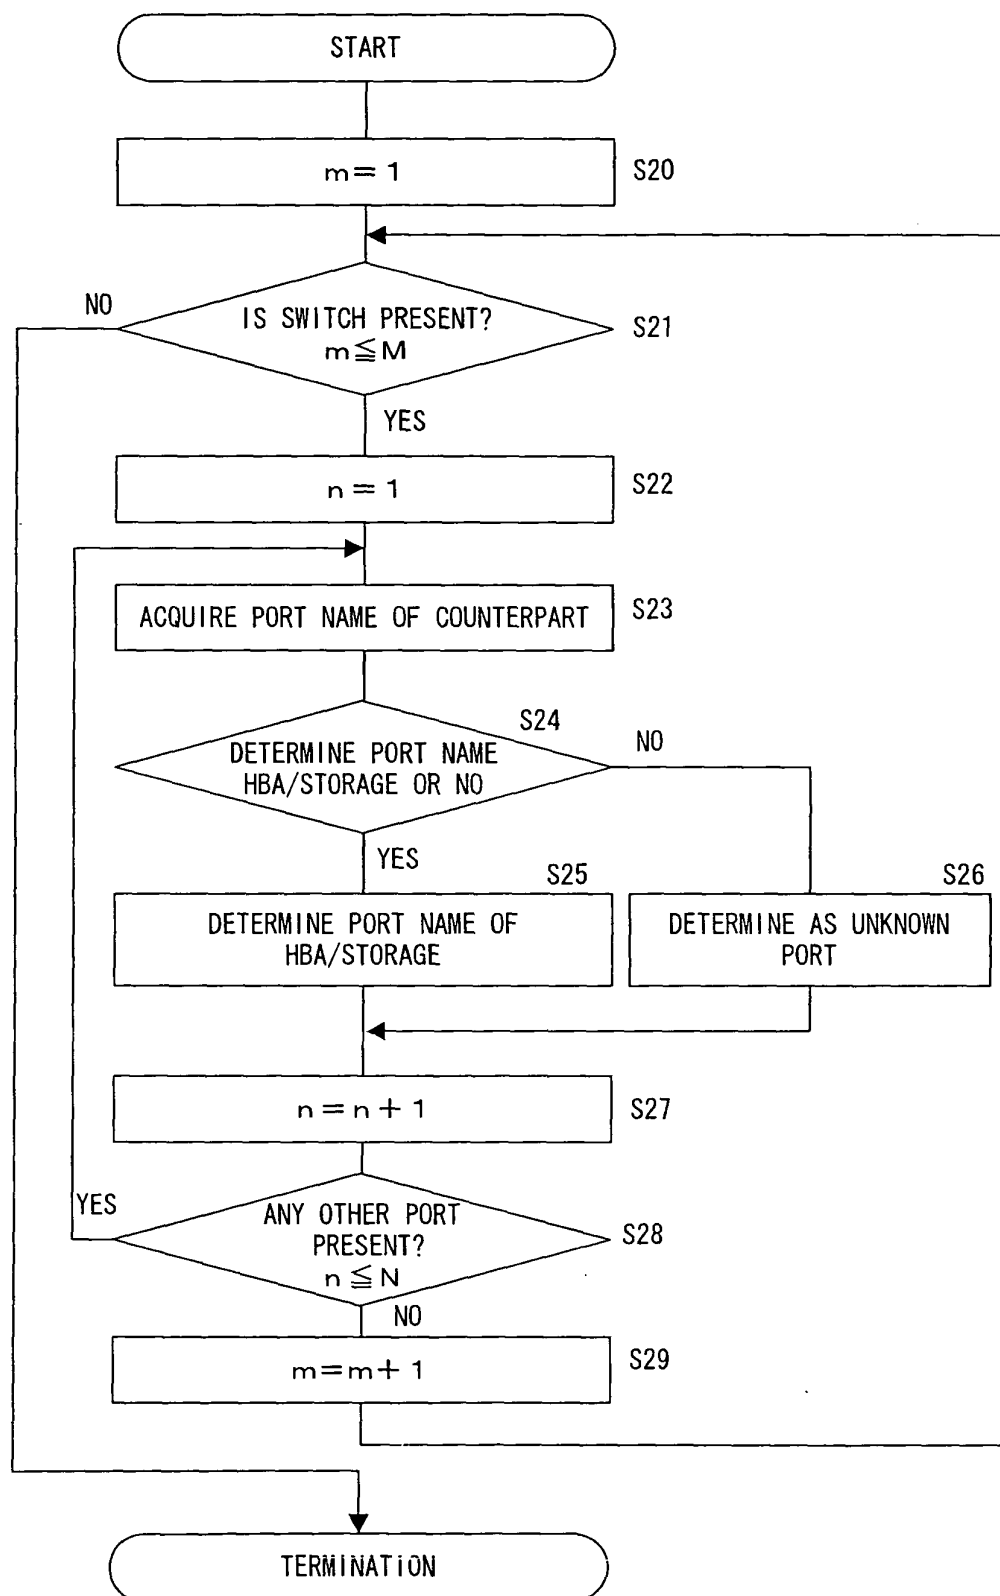 START
m = 1
S20
NO
IS SWITCH PRESENT?
m ≦ M
S21
YES
n = 1
S22
ACQUIRE PORT NAME OF COUNTERPART
S23
S24
DETERMINE PORT NAME
HBA/STORAGE OR NO
NO
YES
S25
DETERMINE PORT NAME OF
HBA/STORAGE
S26
DETERMINE AS UNKNOWN
PORT
n = n + 1
S27
YES
ANY OTHER PORT
PRESENT?
n ≦ N
S28
NO
m = m + 1
S29
TERMINATION